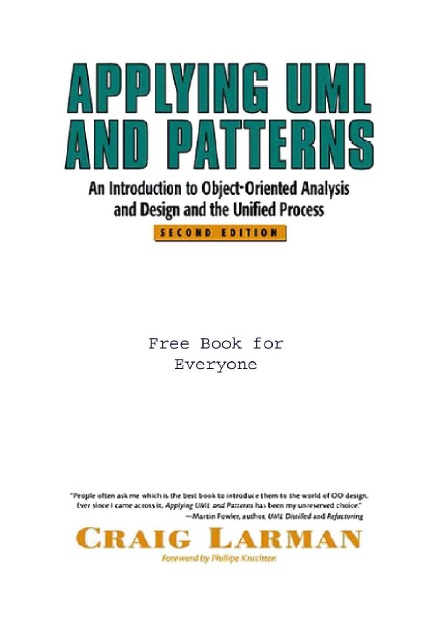 APPLYING UML
AND PATTERNS
An Introduction to Object-Oriented Analysis
and Design and the Unified Process
SECOND EDITION
Free Book for
Everyone
"People often ask me which is the best book to introduce them to the world of OO design.
Ever since I came across it, Applying UML and Patterns has been my unreserved choice."
—Martin Fowler, author, UML Distilled and Refactoring
CRAIG LARMAN
Foreword by Phillipe Kruchten